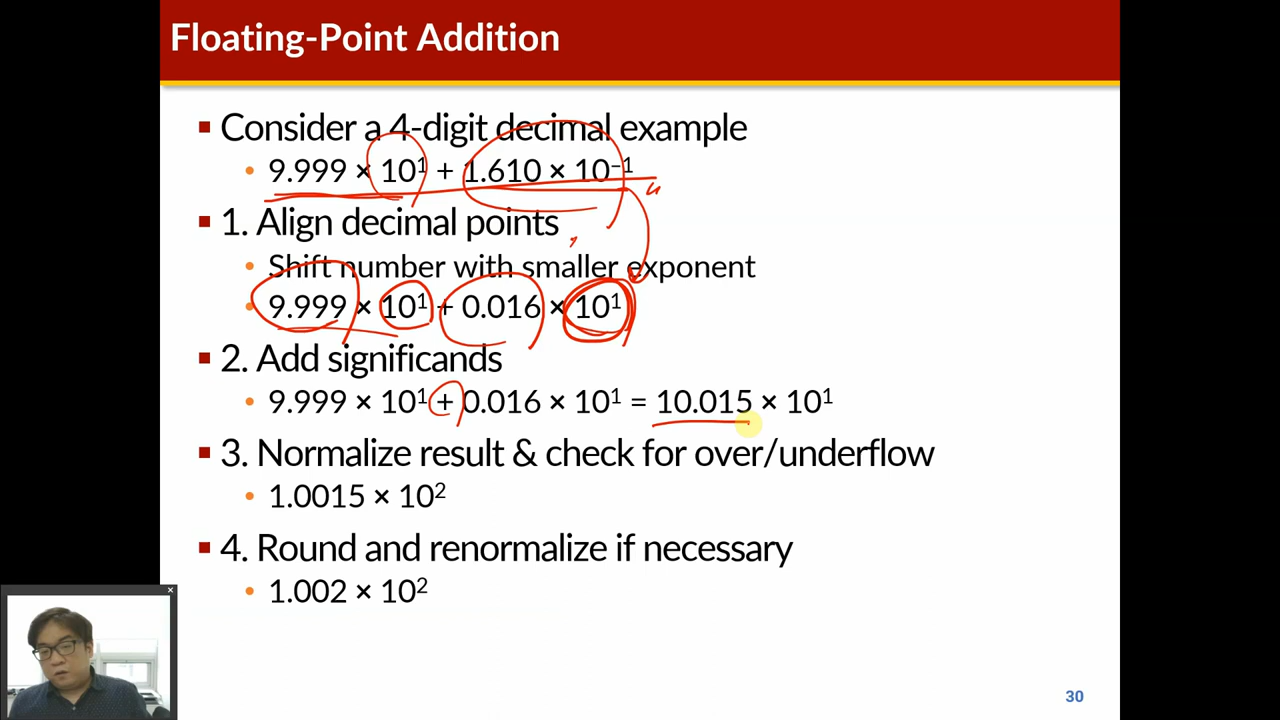 Floating-Point Addition
▪ Consider a 4-digit decimal example
• 9.999 × 10¹ + 1.610 × 10⁻¹
▪ 1. Align decimal points
• Shift number with smaller exponent
• 9.999 × 10¹ + 0.016 × 10¹
▪ 2. Add significands
• 9.999 × 10¹ + 0.016 × 10¹ = 10.015 × 10¹
▪ 3. Normalize result & check for over/underflow
• 1.0015 × 10²
▪ 4. Round and renormalize if necessary
• 1.002 × 10²
30